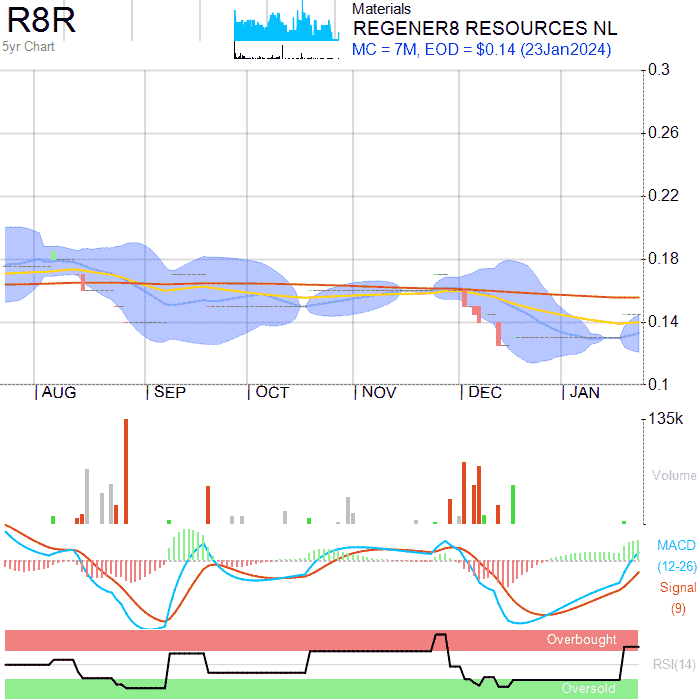 R8R
5yr Chart
Materials
REGENER8 RESOURCES NL
MC = 7M, EOD = $0.14 (23Jan2024)
0.3
0.26
0.22
0.18
0.14
0.1
AUG SEP OCT NOV DEC JAN
135k
Volume
MACD
(12-26)
Signal
(9)
Overbought
RSI(14)
Oversold